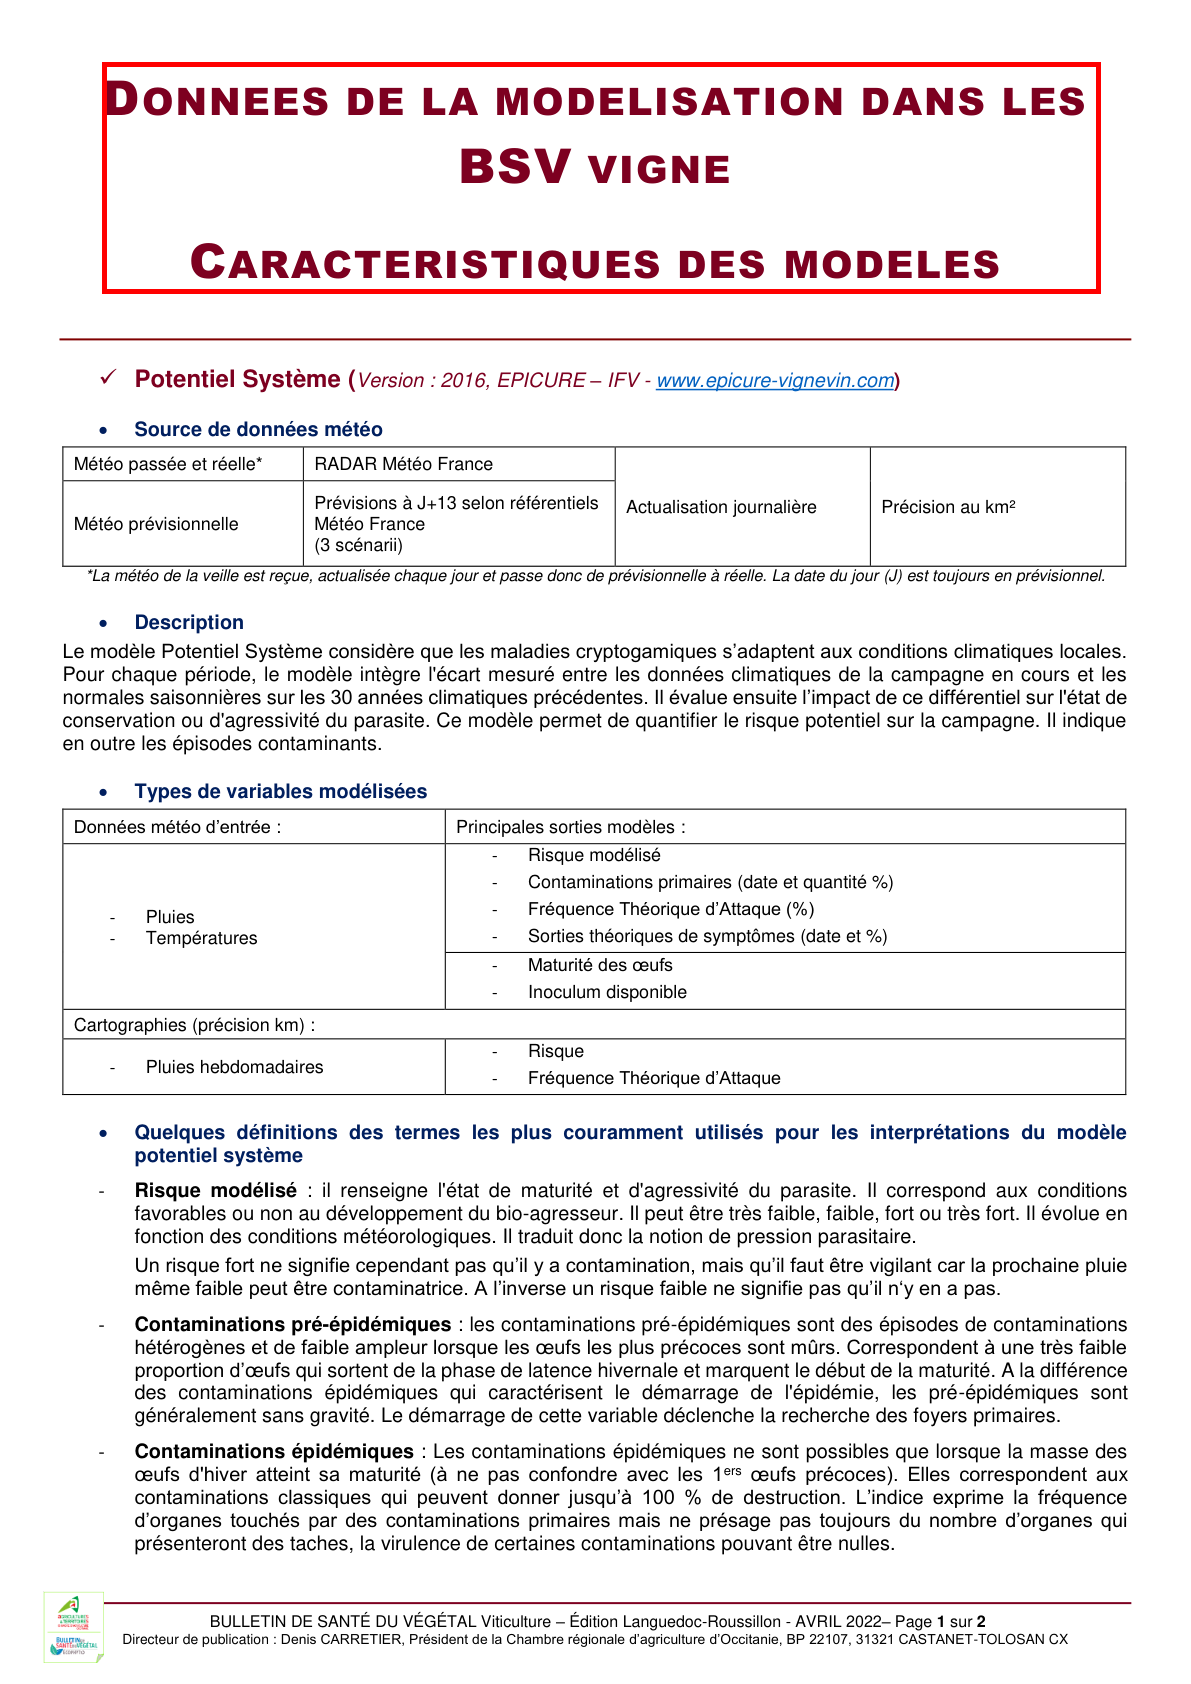 DONNEES DE LA MODELISATION DANS LES
BSV VIGNE
CARACTERISTIQUES DES MODELES
✓ Potentiel Système (Version : 2016, EPICURE – IFV - www.epicure-vignevin.com)
• Source de données météo
Météo passée et réelle*
RADAR Météo France
Météo prévisionnelle
Prévisions à J+13 selon référentiels
Météo France
(3 scénarii)
Actualisation journalière
Précision au km²
*La météo de la veille est reçue, actualisée chaque jour et passe donc de prévisionnelle à réelle. La date du jour (J) est toujours en prévisionnel.
• Description
Le modèle Potentiel Système considère que les maladies cryptogamiques s’adaptent aux conditions climatiques locales.
Pour chaque période, le modèle intègre l'écart mesuré entre les données climatiques de la campagne en cours et les
normales saisonnières sur les 30 années climatiques précédentes. Il évalue ensuite l’impact de ce différentiel sur l'état de
conservation ou d'agressivité du parasite. Ce modèle permet de quantifier le risque potentiel sur la campagne. Il indique
en outre les épisodes contaminants.
• Types de variables modélisées
Données météo d’entrée :
Principales sorties modèles :
- Pluies
- Températures
- Risque modélisé
- Contaminations primaires (date et quantité %)
- Fréquence Théorique d’Attaque (%)
- Sorties théoriques de symptômes (date et %)
- Maturité des œufs
- Inoculum disponible
Cartographies (précision km) :
- Pluies hebdomadaires
- Risque
- Fréquence Théorique d’Attaque
• Quelques définitions des termes les plus couramment utilisés pour les interprétations du modèle
potentiel système
- Risque modélisé : il renseigne l'état de maturité et d'agressivité du parasite. Il correspond aux conditions
favorables ou non au développement du bio-agresseur. Il peut être très faible, faible, fort ou très fort. Il évolue en
fonction des conditions météorologiques. Il traduit donc la notion de pression parasitaire.
Un risque fort ne signifie cependant pas qu’il y a contamination, mais qu’il faut être vigilant car la prochaine pluie
même faible peut être contaminatrice. A l’inverse un risque faible ne signifie pas qu’il n‘y en a pas.
- Contaminations pré-épidémiques : les contaminations pré-épidémiques sont des épisodes de contaminations
hétérogènes et de faible ampleur lorsque les œufs les plus précoces sont mûrs. Correspondent à une très faible
proportion d’œufs qui sortent de la phase de latence hivernale et marquent le début de la maturité. A la différence
des contaminations épidémiques qui caractérisent le démarrage de l'épidémie, les pré-épidémiques sont
généralement sans gravité. Le démarrage de cette variable déclenche la recherche des foyers primaires.
- Contaminations épidémiques : Les contaminations épidémiques ne sont possibles que lorsque la masse des
œufs d'hiver atteint sa maturité (à ne pas confondre avec les 1ers œufs précoces). Elles correspondent aux
contaminations classiques qui peuvent donner jusqu’à 100 % de destruction. L’indice exprime la fréquence
d’organes touchés par des contaminations primaires mais ne présage pas toujours du nombre d’organes qui
présenteront des taches, la virulence de certaines contaminations pouvant être nulles.
BULLETIN DE SANTÉ DU VÉGÉTAL Viticulture – Édition Languedoc-Roussillon - AVRIL 2022– Page 1 sur 2
Directeur de publication : Denis CARRETIER, Président de la Chambre régionale d’agriculture d’Occitanie, BP 22107, 31321 CASTANET-TOLOSAN CX